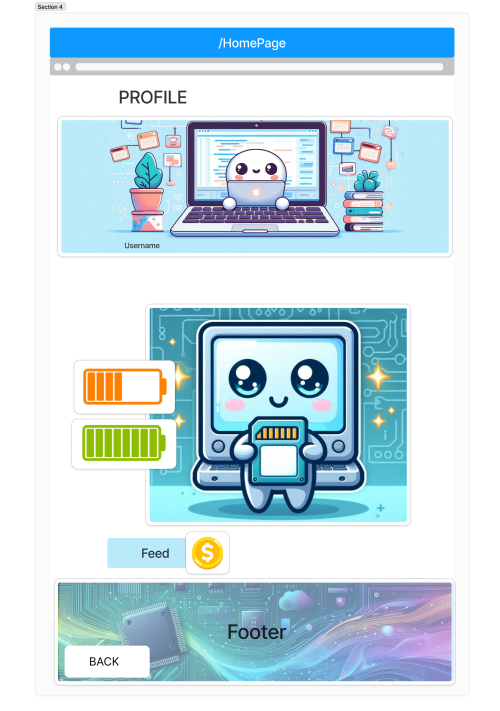 Section 4
/HomePage
PROFILE
Username
Feed
$
Footer
BACK